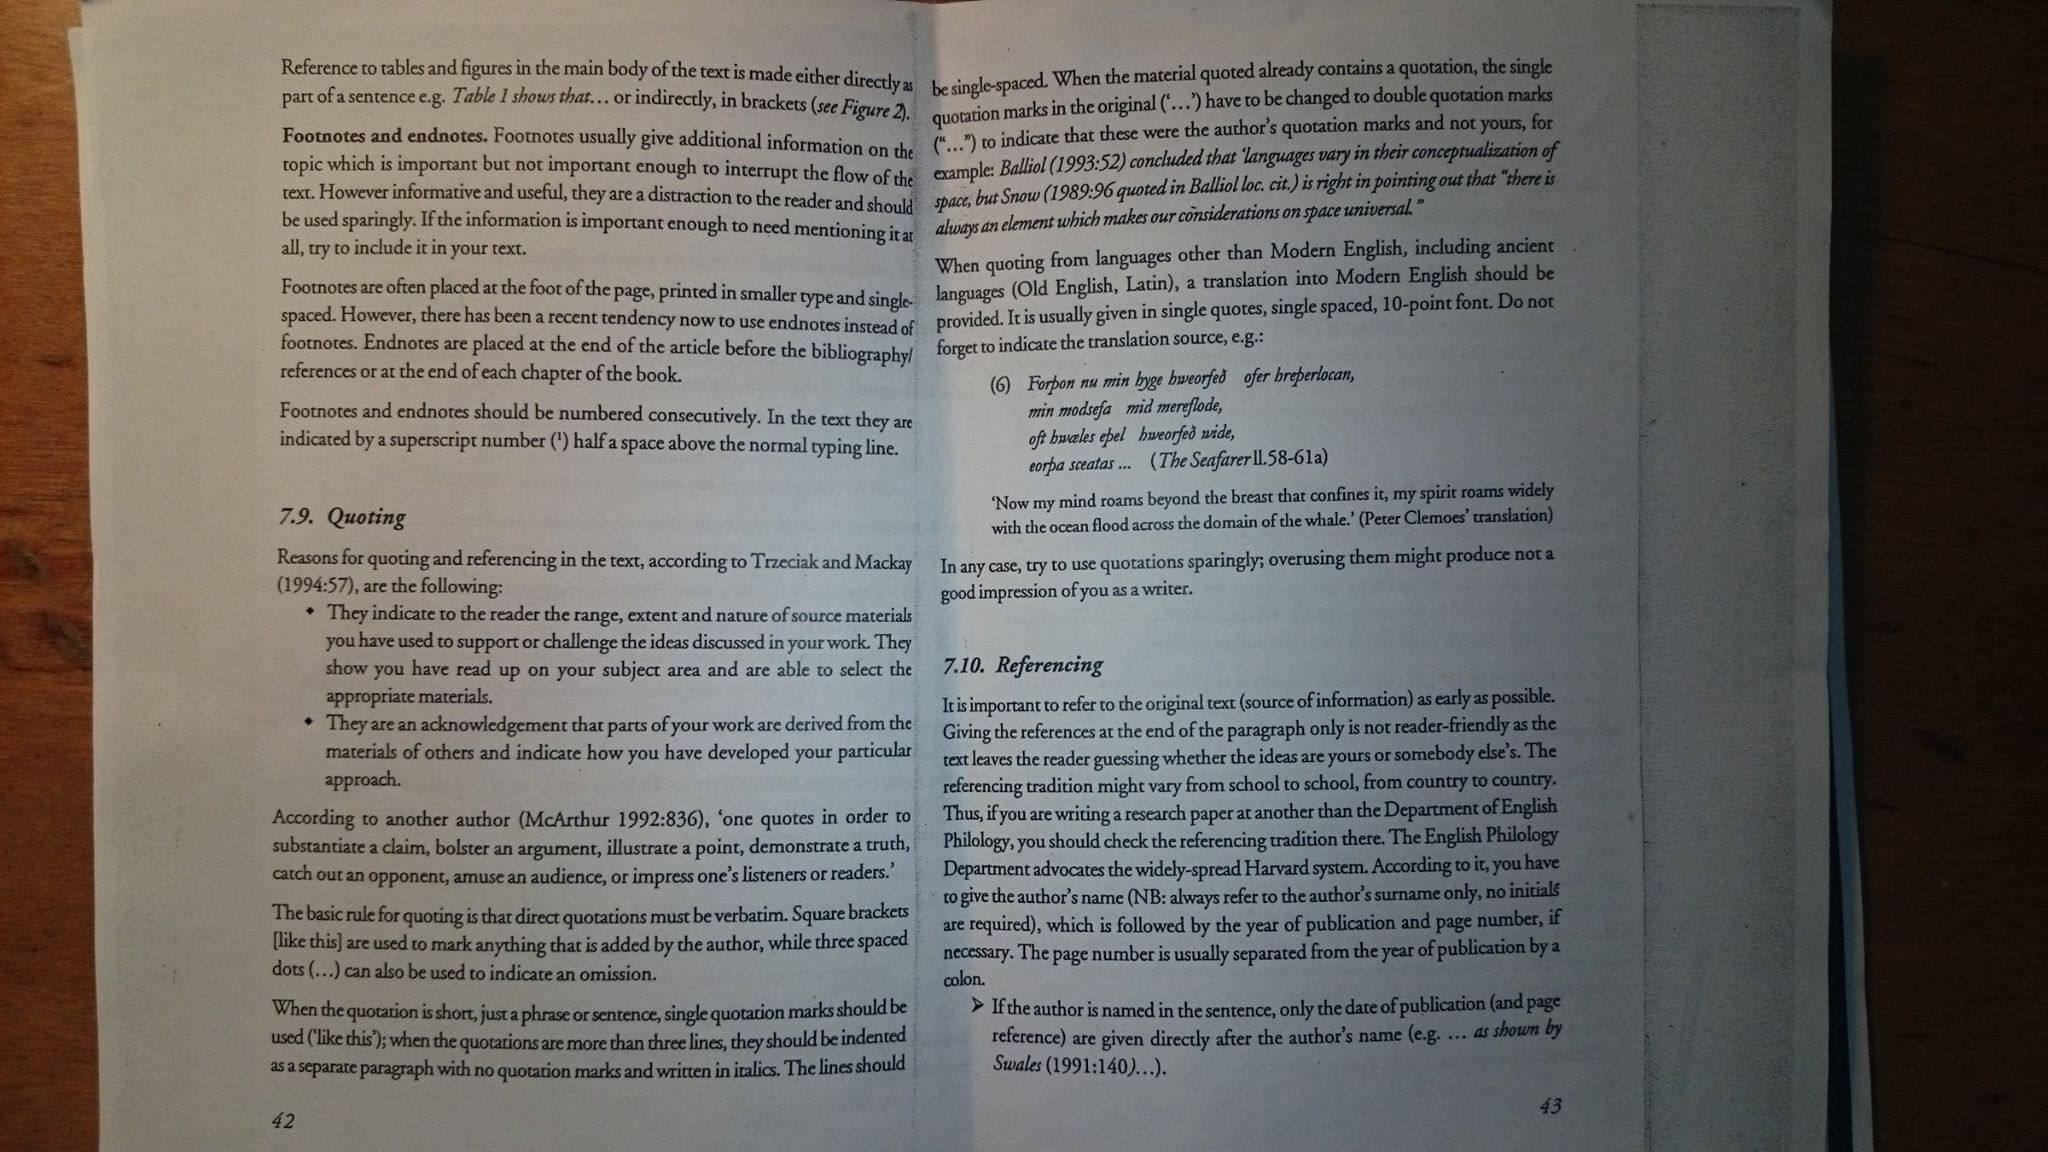 Reference to tables and figures in the main body of the text is made either directly as
part of a sentence e.g. Table 1 shows that… or indirectly, in brackets (see Figure 2).
Footnotes and endnotes. Footnotes usually give additional information on the
topic which is important but not important enough to interrupt the flow of the
text. However informative and useful, they are a distraction to the reader and should
be used sparingly. If the information is important enough to need mentioning it at
all, try to include it in your text.
Footnotes are often placed at the foot of the page, printed in smaller type and single-
spaced. However, there has been a recent tendency now to use endnotes instead of
footnotes. Endnotes are placed at the end of the article before the bibliography/
references or at the end of each chapter of the book.
Footnotes and endnotes should be numbered consecutively. In the text they are
indicated by a superscript number (¹) half a space above the normal typing line.
7.9. Quoting
Reasons for quoting and referencing in the text, according to Trzeciak and Mackay
(1994:57), are the following:
• They indicate to the reader the range, extent and nature of source materials
you have used to support or challenge the ideas discussed in your work. They
show you have read up on your subject area and are able to select the
appropriate materials.
• They are an acknowledgement that parts of your work are derived from the
materials of others and indicate how you have developed your particular
approach.
According to another author (McArthur 1992:836), ‘one quotes in order to
substantiate a claim, bolster an argument, illustrate a point, demonstrate a truth,
catch out an opponent, amuse an audience, or impress one’s listeners or readers.’
The basic rule for quoting is that direct quotations must be verbatim. Square brackets
[like this] are used to mark anything that is added by the author, while three spaced
dots (…) can also be used to indicate an omission.
When the quotation is short, just a phrase or sentence, single quotation marks should be
used (‘like this’); when the quotations are more than three lines, they should be indented
as a separate paragraph with no quotation marks and written in italics. The lines should
42
be single-spaced. When the material quoted already contains a quotation, the single
quotation marks in the original (‘…’) have to be changed to double quotation marks
(“…”) to indicate that these were the author’s quotation marks and not yours, for
example: Balliol (1993:52) concluded that ‘languages vary in their conceptualization of
space, but Snow (1989:96 quoted in Balliol loc. cit.) is right in pointing out that “there is
always an element which makes our considerations on space universal.”
When quoting from languages other than Modern English, including ancient
languages (Old English, Latin), a translation into Modern English should be
provided. It is usually given in single quotes, single spaced, 10-point font. Do not
forget to indicate the translation source, e.g.:
(6) Forþon nu min hyge hweorfeð ofer hreþerlocan,
min modsefa mid mereflode,
oft hwæles eþel hweorfeð wide,
eorþa sceatas … (The Seafarer ll.58-61a)
‘Now my mind roams beyond the breast that confines it, my spirit roams widely
with the ocean flood across the domain of the whale.’ (Peter Clemoes’ translation)
In any case, try to use quotations sparingly; overusing them might produce not a
good impression of you as a writer.
7.10. Referencing
It is important to refer to the original text (source of information) as early as possible.
Giving the references at the end of the paragraph only is not reader-friendly as the
text leaves the reader guessing whether the ideas are yours or somebody else’s. The
referencing tradition might vary from school to school, from country to country.
Thus, if you are writing a research paper at another than the Department of English
Philology, you should check the referencing tradition there. The English Philology
Department advocates the widely-spread Harvard system. According to it, you have
to give the author’s name (NB: always refer to the author’s surname only, no initials
are required), which is followed by the year of publication and page number, if
necessary. The page number is usually separated from the year of publication by a
colon.
➢ If the author is named in the sentence, only the date of publication (and page
reference) are given directly after the author’s name (e.g. … as shown by
Swales (1991:140)…).
43